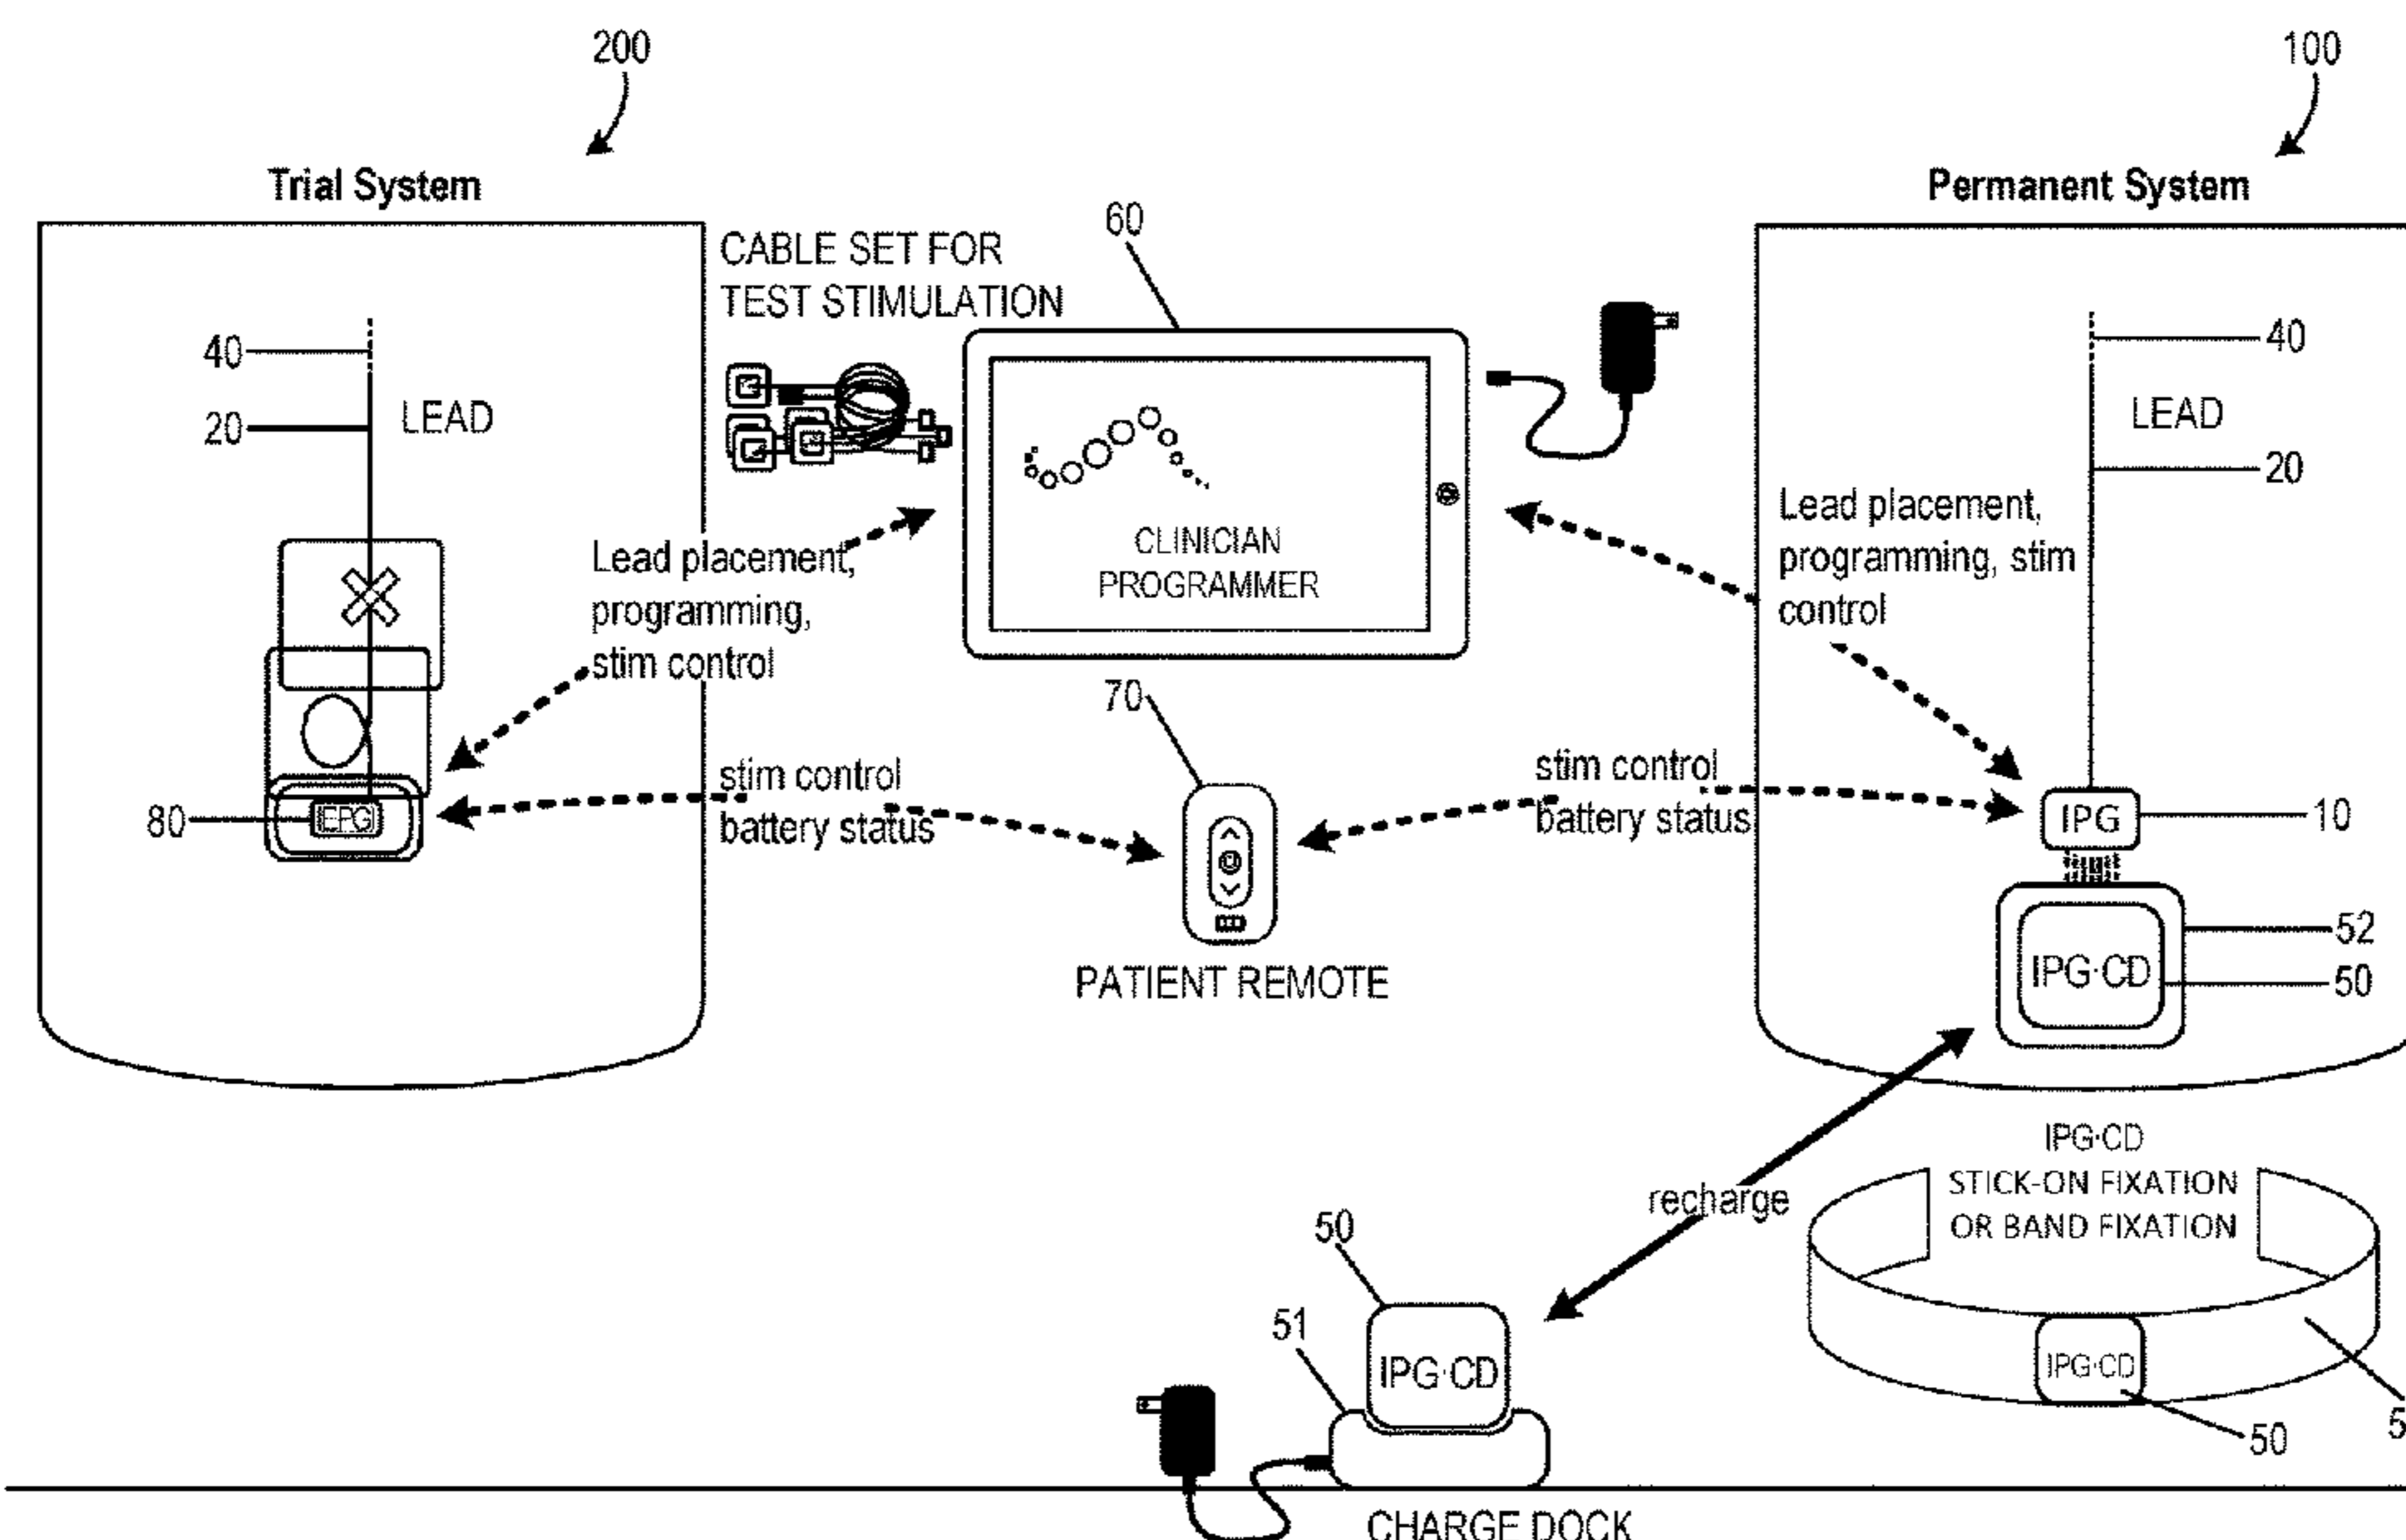 200
100
Trial System
Permanent System
60
CABLE SET FOR
TEST STIMULATION
40
20
LEAD
40
LEAD
20
CLINICIAN
PROGRAMMER
Lead placement,
programming,
stim control
Lead placement,
programming, stim
control
70
stim control
battery status
stim control
battery status
80
EPG
IPG
10
PATIENT REMOTE
52
IPG·CD
50
IPG·CD
STICK-ON FIXATION
OR BAND FIXATION
recharge
50
51
IPG·CD
IPG·CD
50
CHARGE DOCK